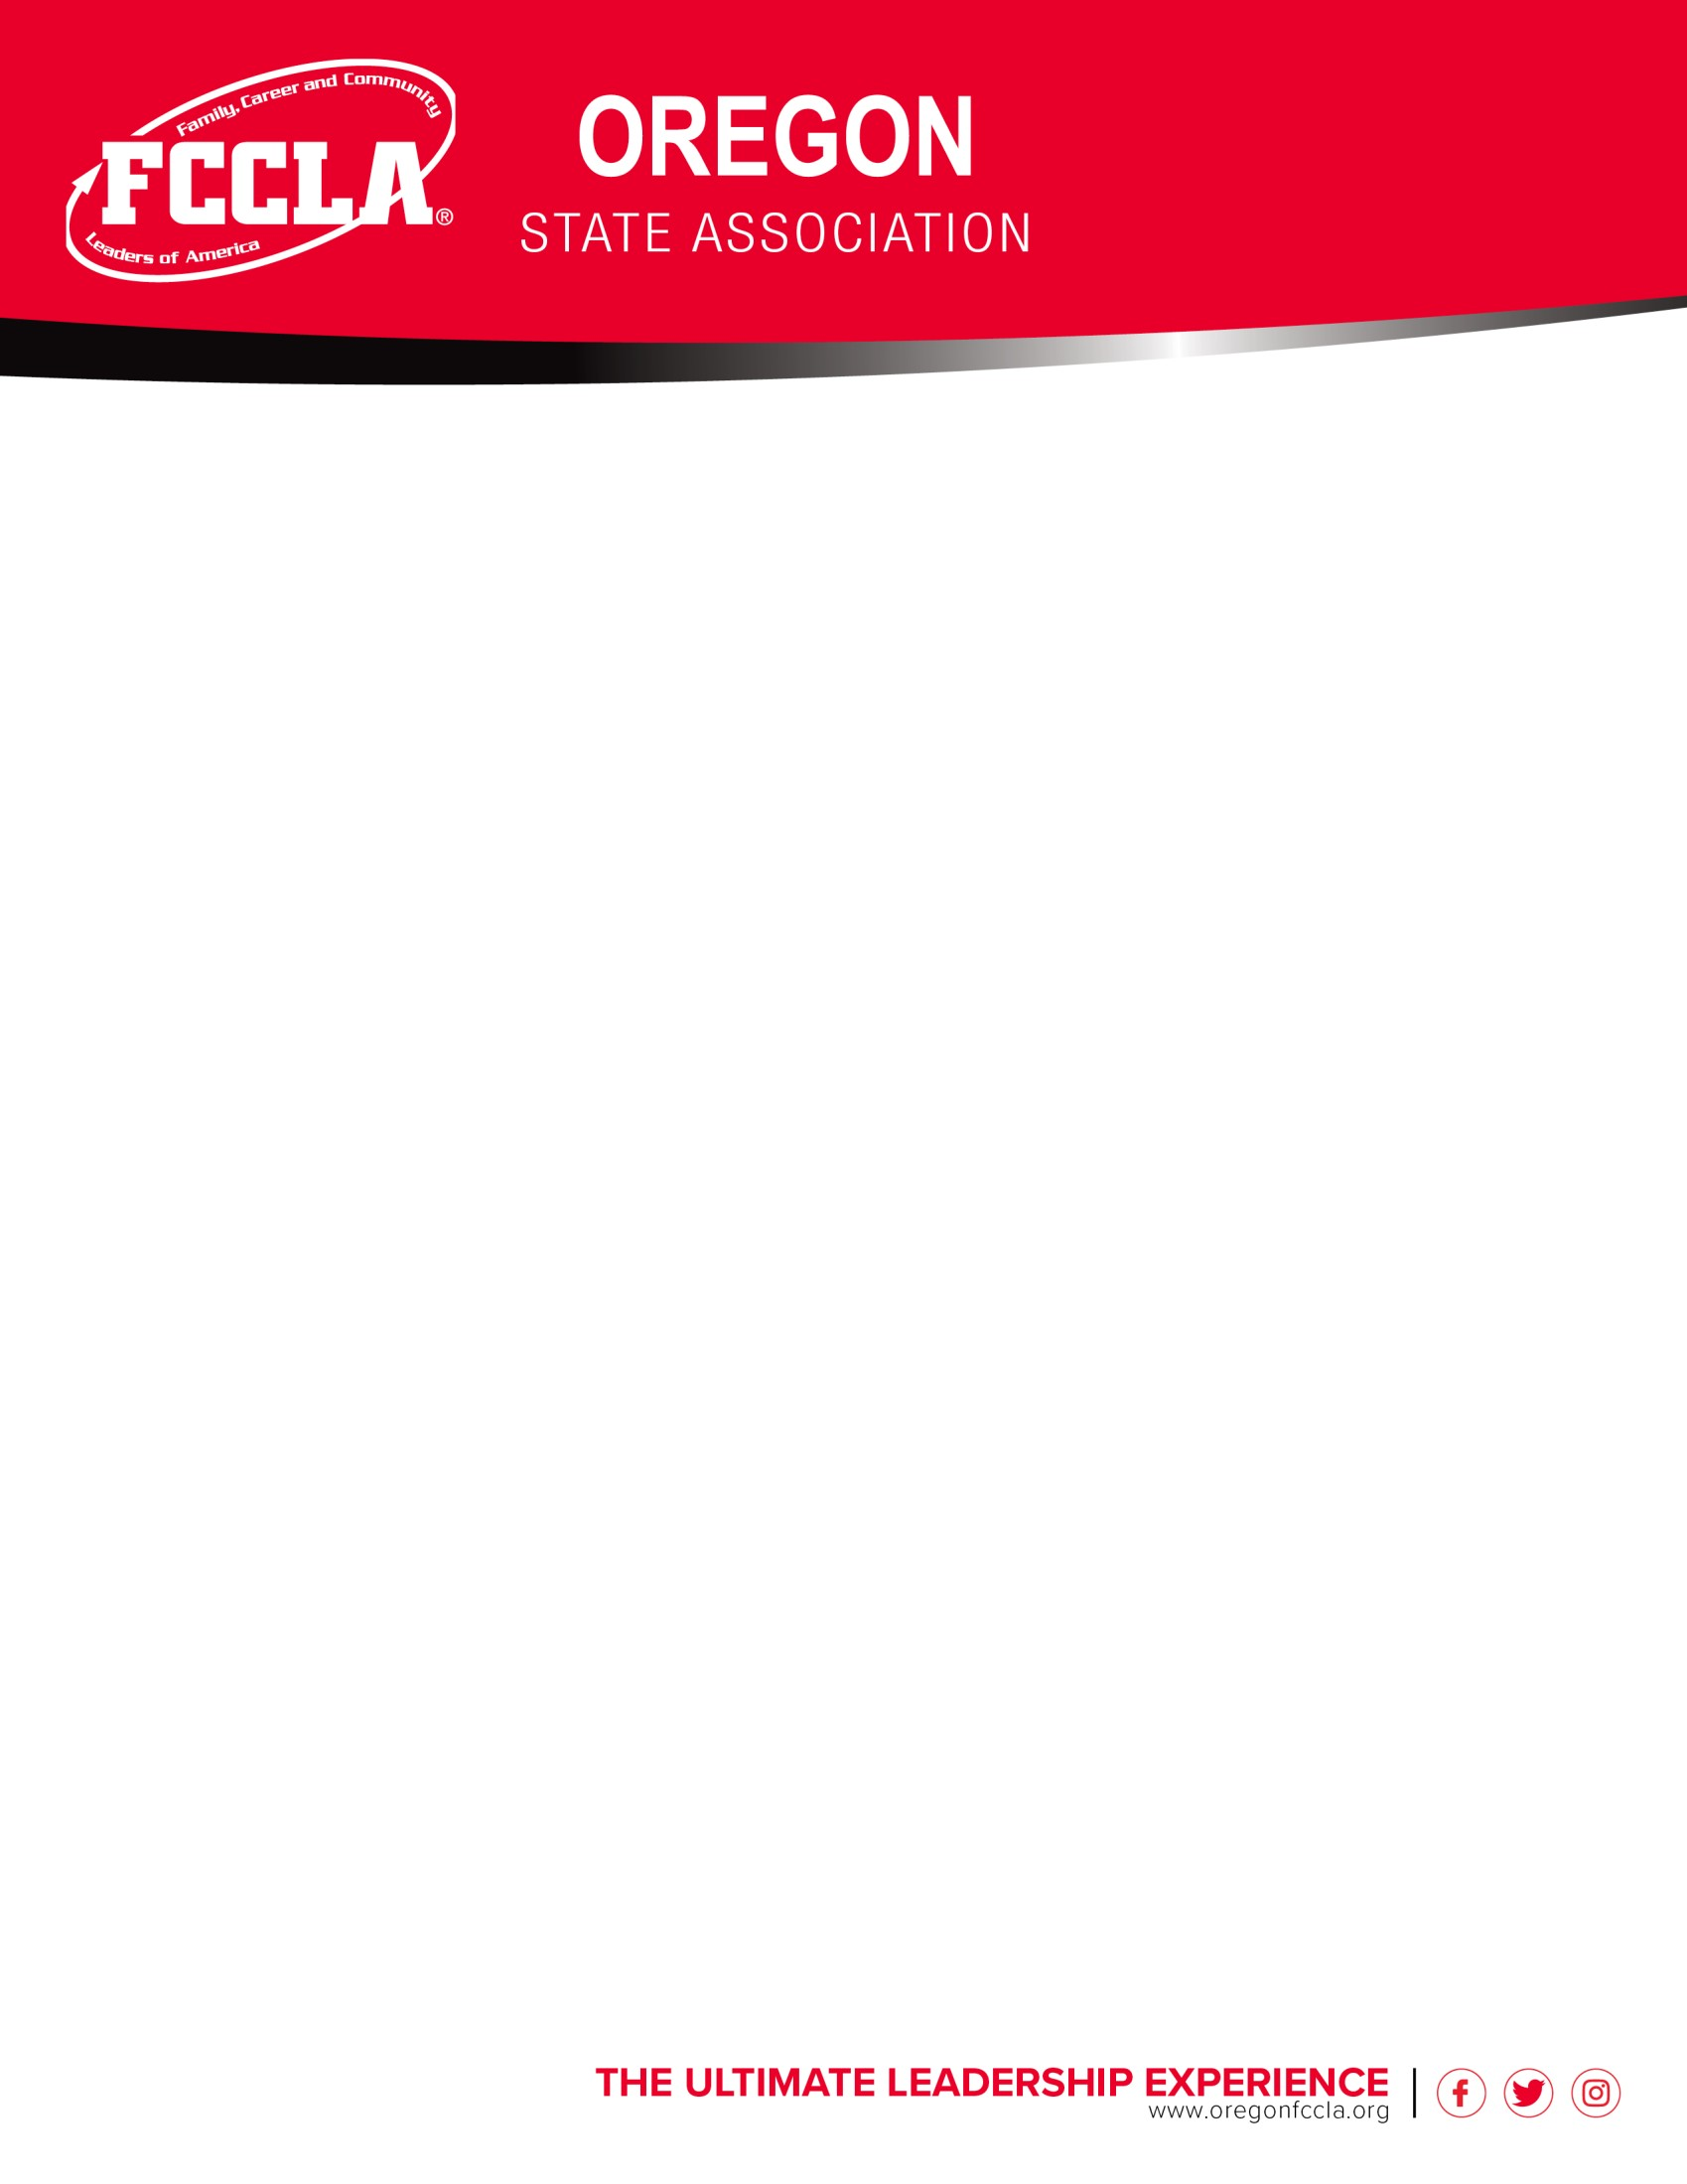 Family, Career and Community
FCCLA®
Leaders of America
OREGON
STATE ASSOCIATION
THE ULTIMATE LEADERSHIP EXPERIENCE
www.oregonfccla.org